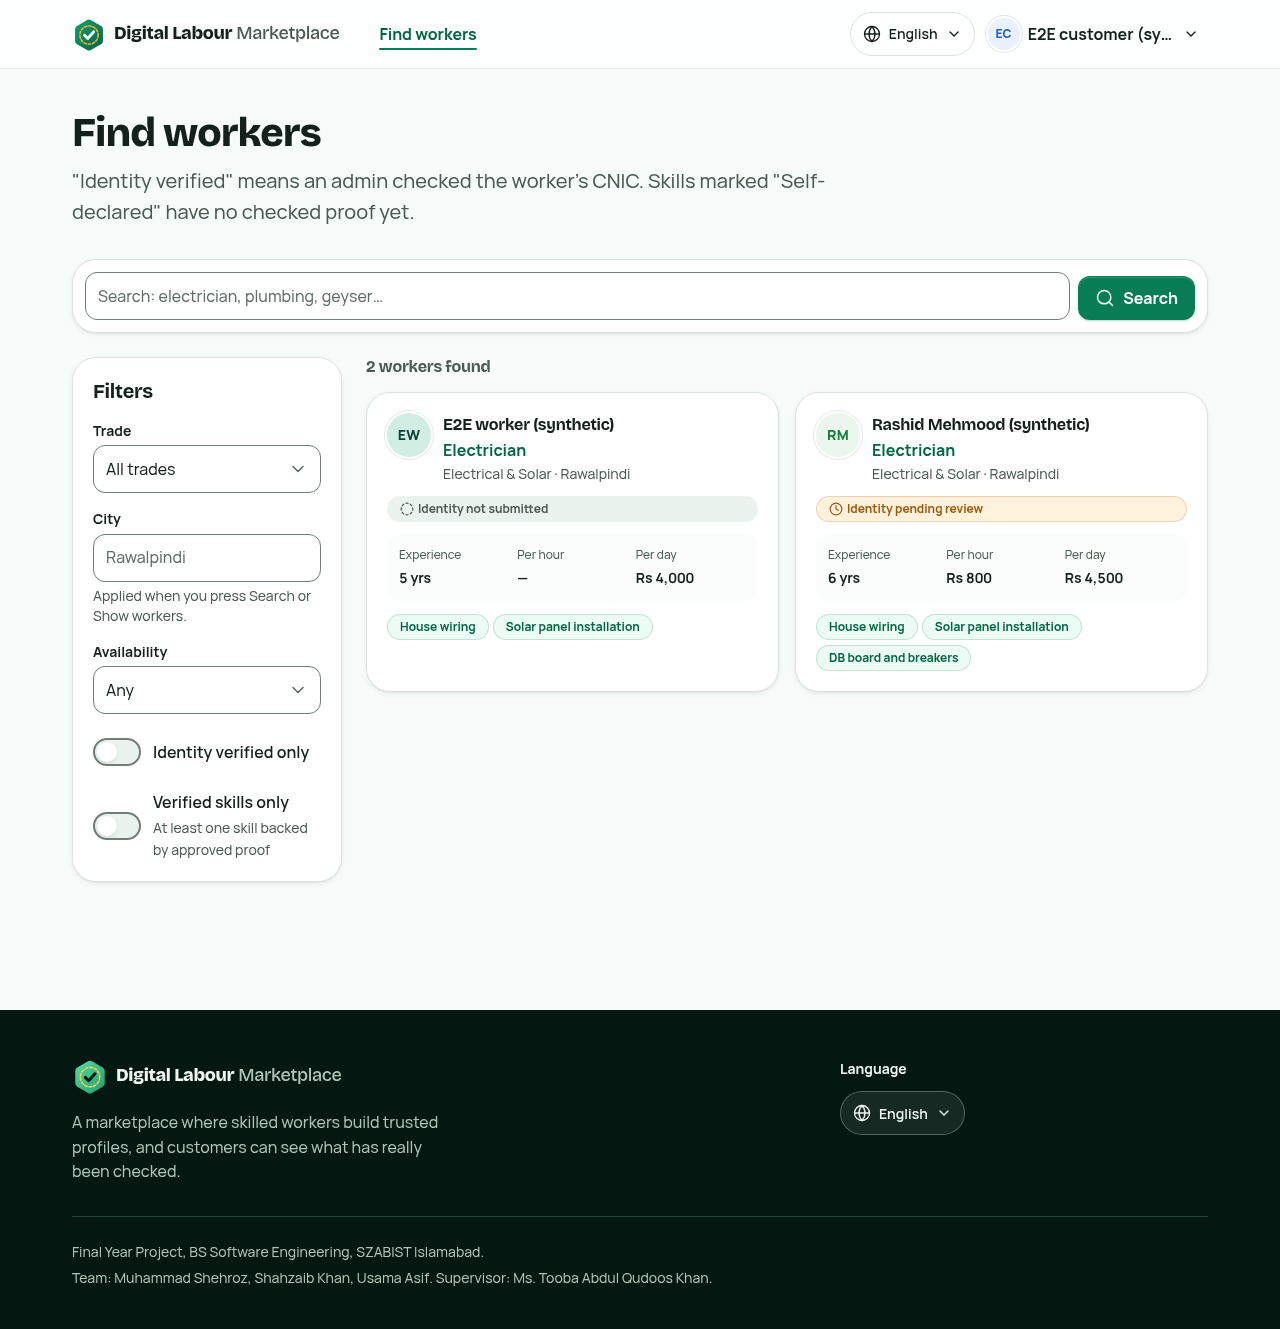 Digital Labour Marketplace
Find workers
English
EC
E2E customer (sy...
Find workers
"Identity verified" means an admin checked the worker's CNIC. Skills marked "Self-
declared" have no checked proof yet.
Search: electrician, plumbing, geyser...
Search
Filters
Trade
All trades
City
Rawalpindi
Applied when you press Search or
Show workers.
Availability
Any
Identity verified only
Verified skills only
At least one skill backed
by approved proof
2 workers found
EW
E2E worker (synthetic)
Electrician
Electrical & Solar · Rawalpindi
Identity not submitted
Experience Per hour Per day
5 yrs — Rs 4,000
House wiring Solar panel installation
RM
Rashid Mehmood (synthetic)
Electrician
Electrical & Solar · Rawalpindi
Identity pending review
Experience Per hour Per day
6 yrs Rs 800 Rs 4,500
House wiring Solar panel installation
DB board and breakers
Digital Labour Marketplace
A marketplace where skilled workers build trusted
profiles, and customers can see what has really
been checked.
Language
English
Final Year Project, BS Software Engineering, SZABIST Islamabad.
Team: Muhammad Shehroz, Shahzaib Khan, Usama Asif. Supervisor: Ms. Tooba Abdul Qudoos Khan.